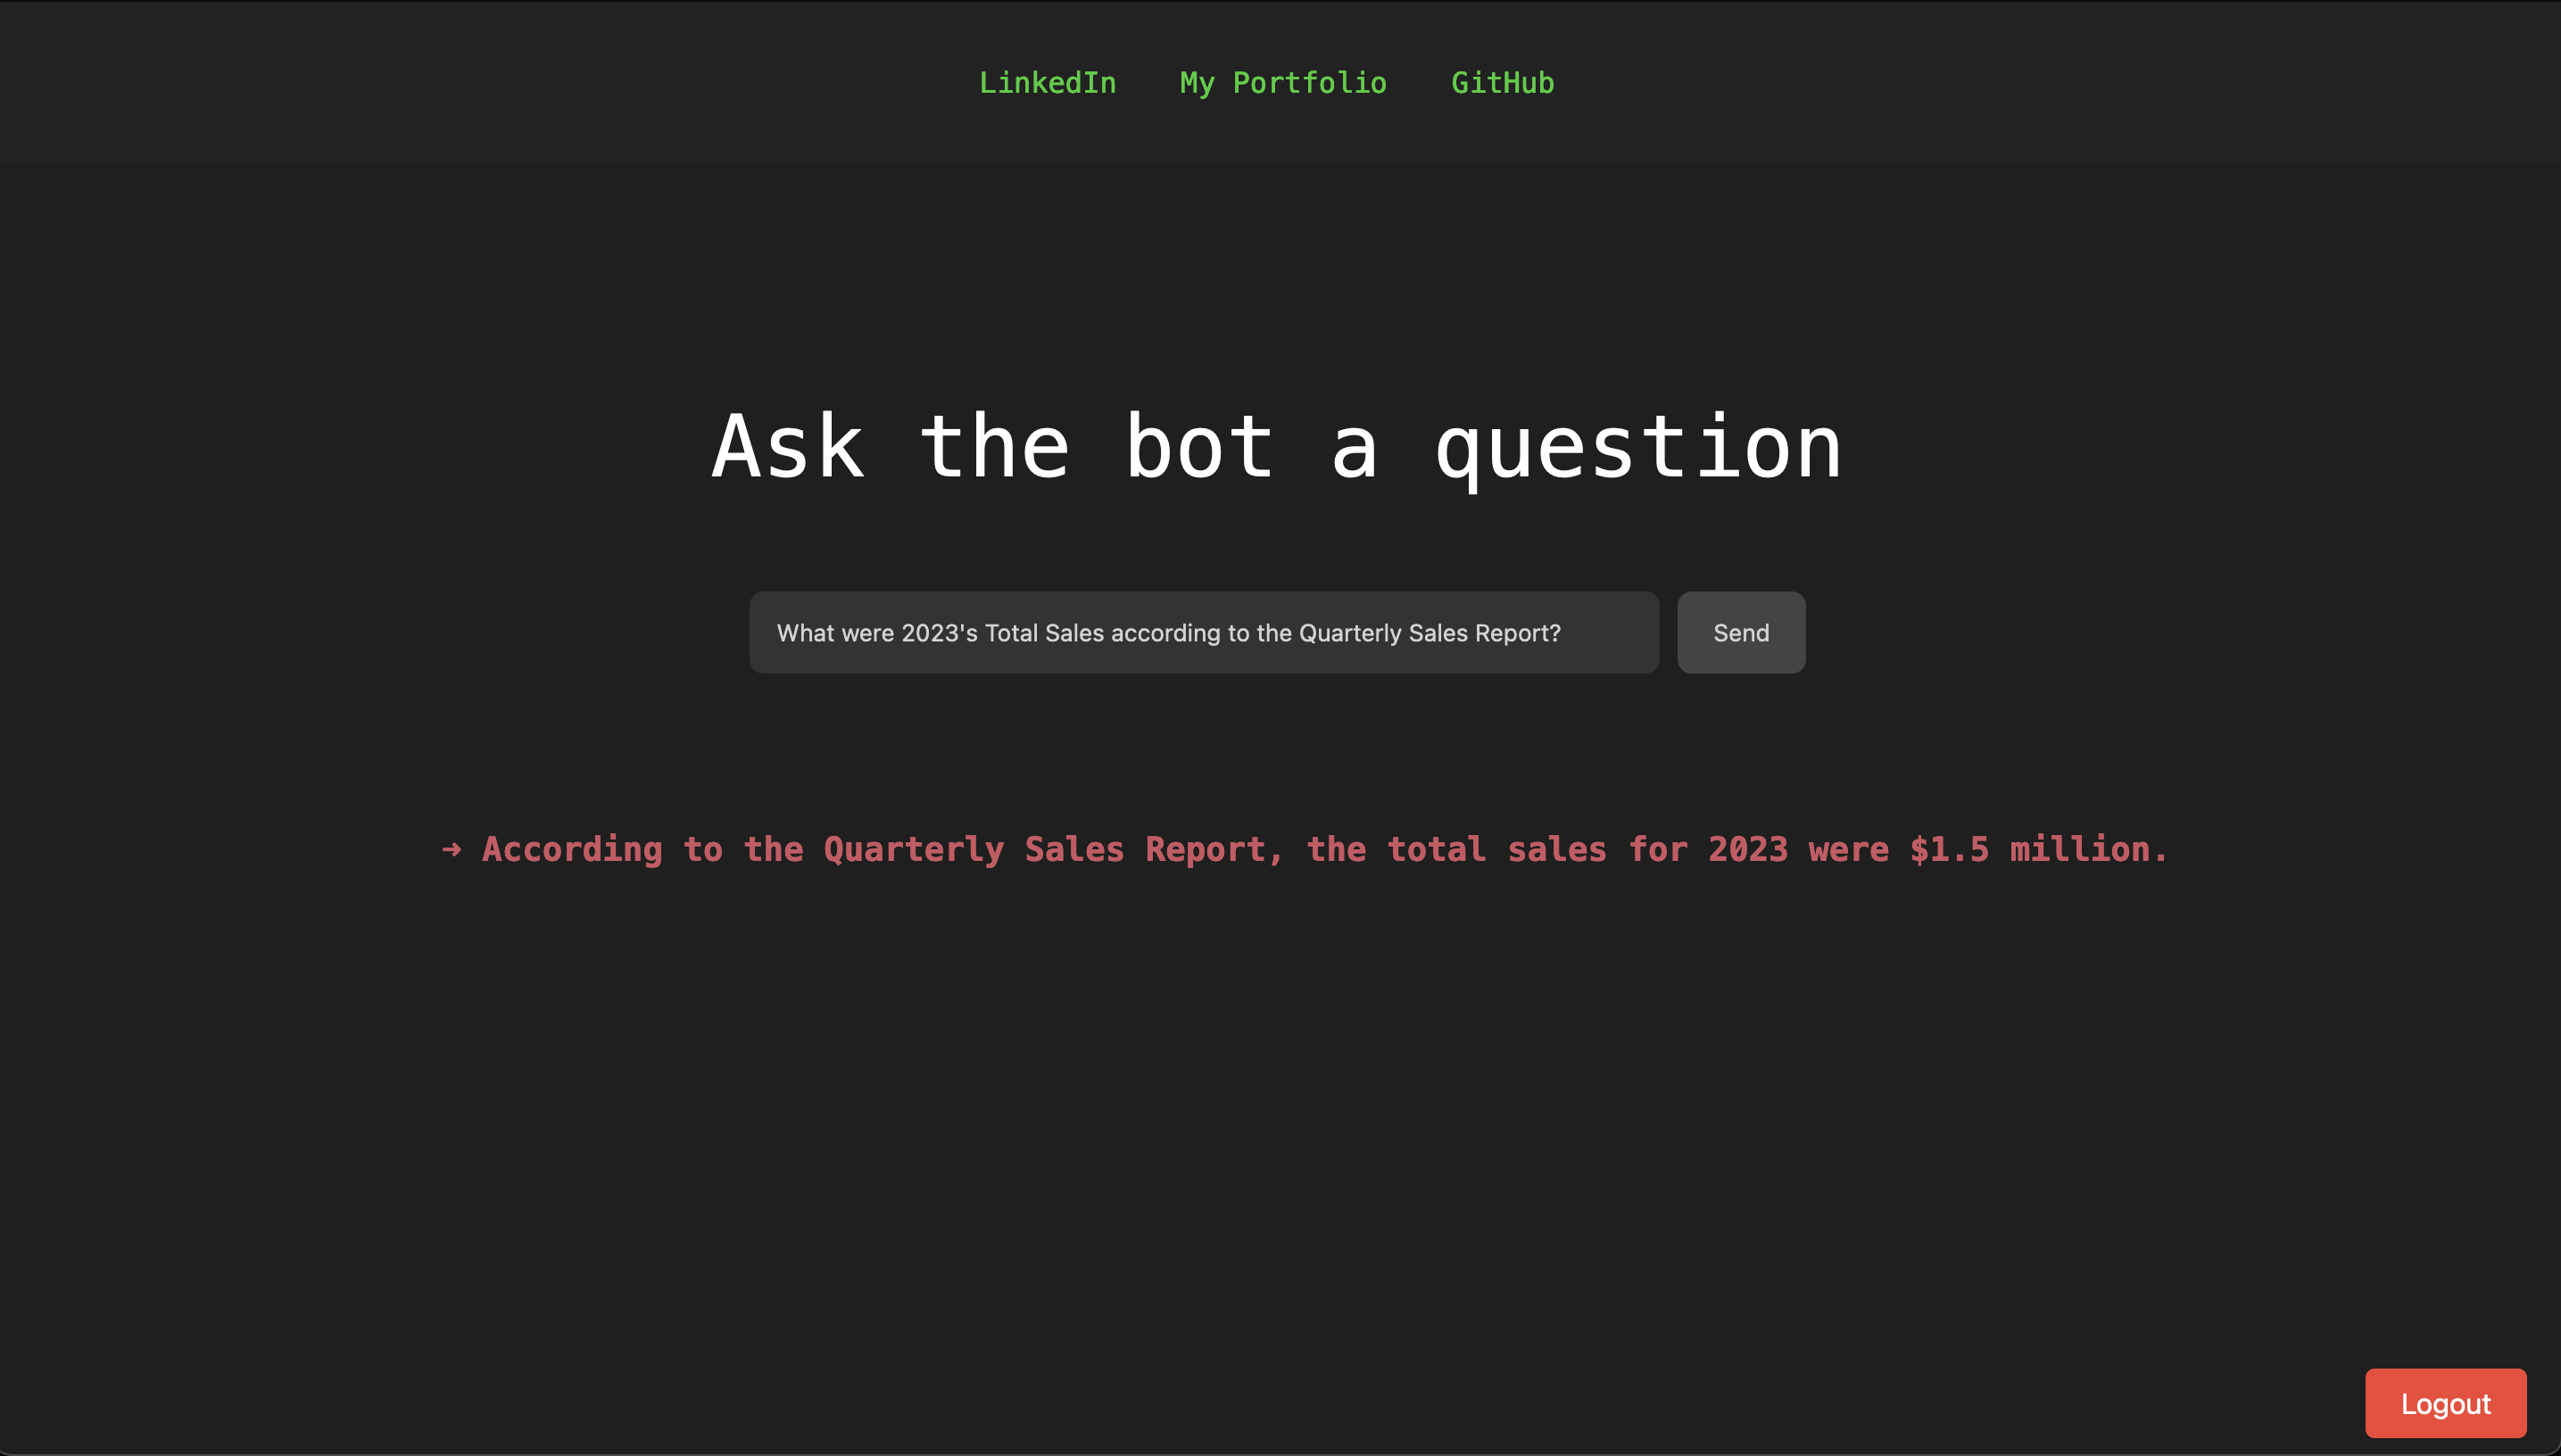 LinkedIn My Portfolio GitHub
Ask the bot a question
What were 2023's Total Sales according to the Quarterly Sales Report? Send
→ According to the Quarterly Sales Report, the total sales for 2023 were $1.5 million.
Logout